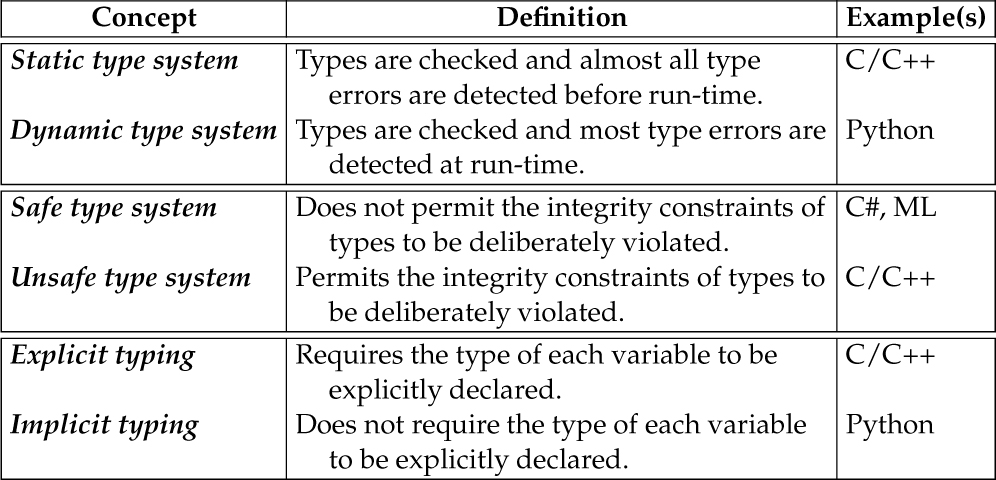 Concept Definition Example(s)
Static type system Types are checked and almost all type C/C++
errors are detected before run-time.
Dynamic type system Types are checked and most type errors are Python
detected at run-time.
Safe type system Does not permit the integrity constraints of C#, ML
types to be deliberately violated.
Unsafe type system Permits the integrity constraints of types to C/C++
be deliberately violated.
Explicit typing Requires the type of each variable to be C/C++
explicitly declared.
Implicit typing Does not require the type of each variable Python
to be explicitly declared.